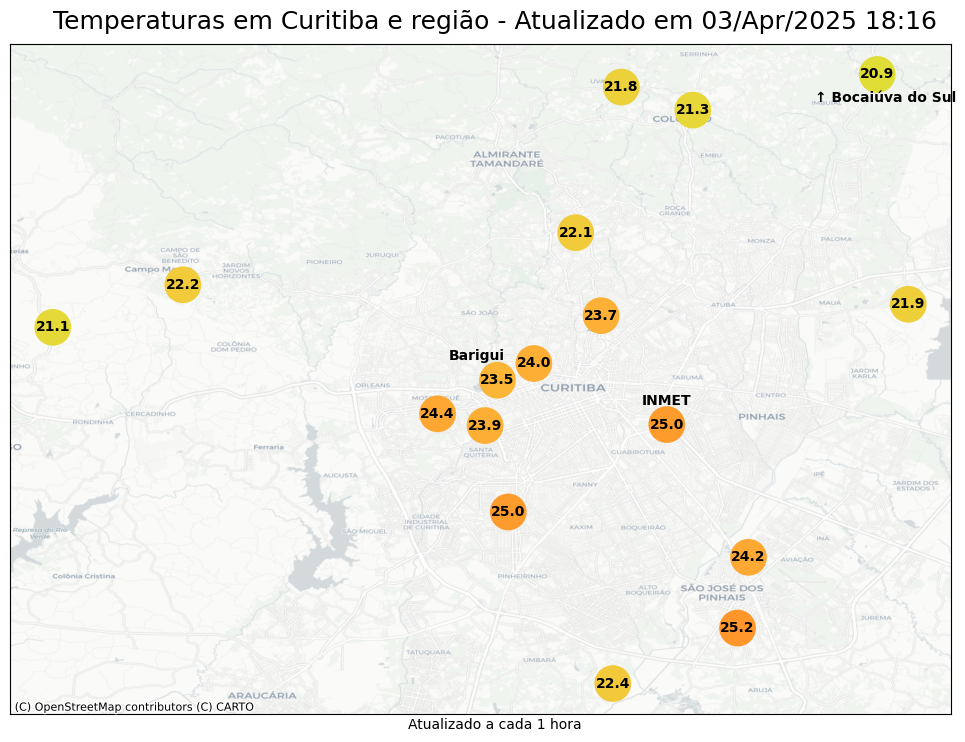 Temperaturas em Curitiba e região - Atualizado em 03/Apr/2025 18:16
SERRINHA
20.9
21.8
↑ Bocaiúva do Sul
21.3
PACOTUBA
ALMIRANTE
TAMANDARÉ
EMBU
ROÇA
GRANDE
22.1
MONZA
PALOMA
CAMPO DE
SÃO
BENEDITO
JURUQUI
PIONEIRO
JARDIM
NOVOS
HORIZONTES
Campo Ma
22.2
21.9
ATUBA
MAUÁ
SÃO JOÃO
23.7
21.1
COLÔNIA
DOM PEDRO
Barigui
24.0
23.5
JARDIM
KARLA
TARUMÃ
ORLEANS
CURITIBA
CENTRO
INMET
25.0
24.4
23.9
PINHAIS
CERCADINHO
RONDINHA
Ferraria
SANTA
QUITÉRIA
GUABIROTUBA
AUGUSTA
IPÊ
FANNY
JARDIM DOS
ESTADOS I
25.0
CIDADE
INDUSTRIAL
DE CURITIBA
SÃO MIGUEL
XAXIM
BOQUEIRÃO
Represa do Rio
Verde
INÁ
24.2
AVIAÇÃO
Colônia Cristina
PINHEIRINHO
ALTO
BOQUEIRÃO
SÃO JOSÉ DOS
PINHAIS
JUREMA
25.2
TATUQUARA
UMBARÁ
22.4
ARUJÁ
ARAUCÁRIA
(C) OpenStreetMap contributors (C) CARTO
Atualizado a cada 1 hora